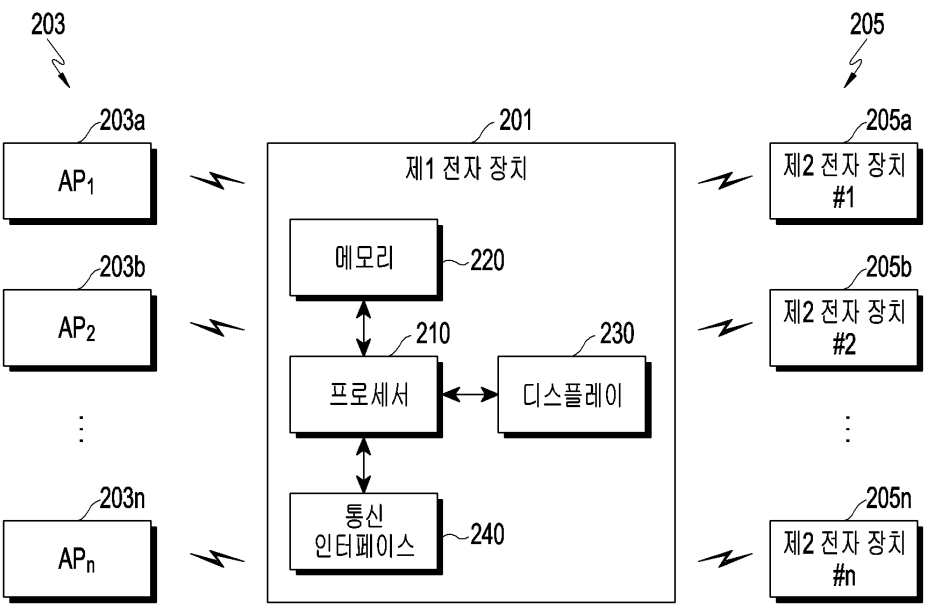 203
205
203a
AP1
203b
AP2
203n
APn
201
제1 전자 장치
메모리
220
210
프로세서
230
디스플레이
통신
인터페이스
240
205a
제2 전자 장치
#1
205b
제2 전자 장치
#2
205n
제2 전자 장치
#n